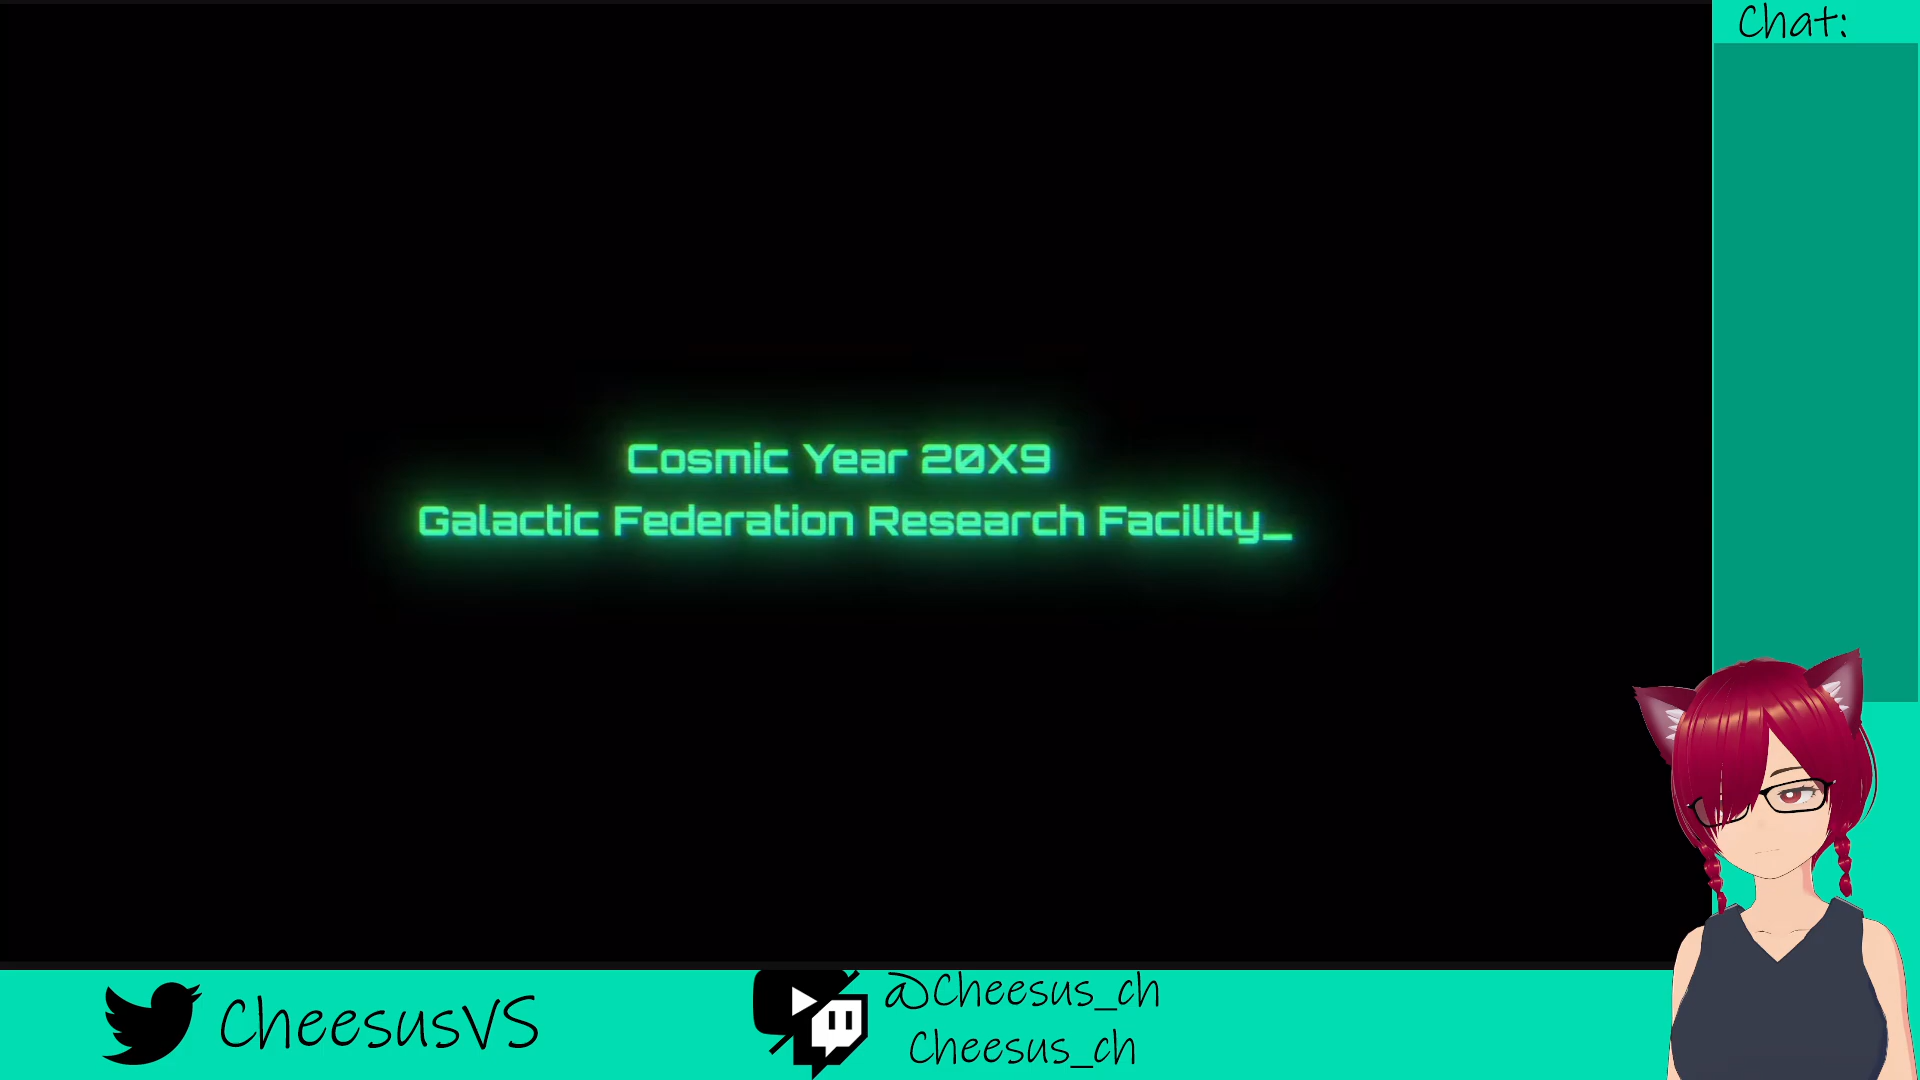 Chat:
Cosmic Year 20X9
Galactic Federation Research Facility_
CheesusVS
@Cheesus_ch
Cheesus_ch